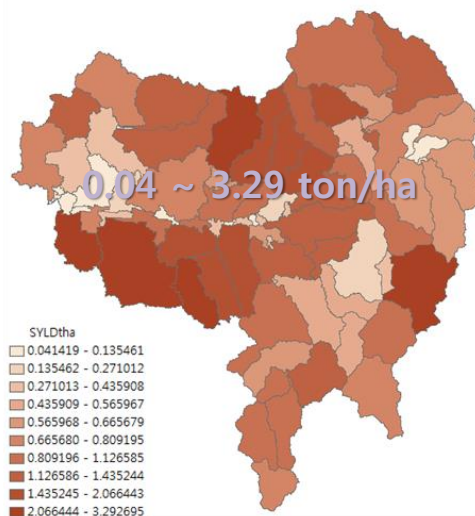 0.04 ~ 3.29 ton/ha
SYLDtha
0.041419 - 0.135461
0.135462 - 0.271012
0.271013 - 0.435908
0.435909 - 0.565967
0.565968 - 0.665679
0.665680 - 0.809195
0.809196 - 1.126585
1.126586 - 1.435244
1.435245 - 2.066443
2.066444 - 3.292695